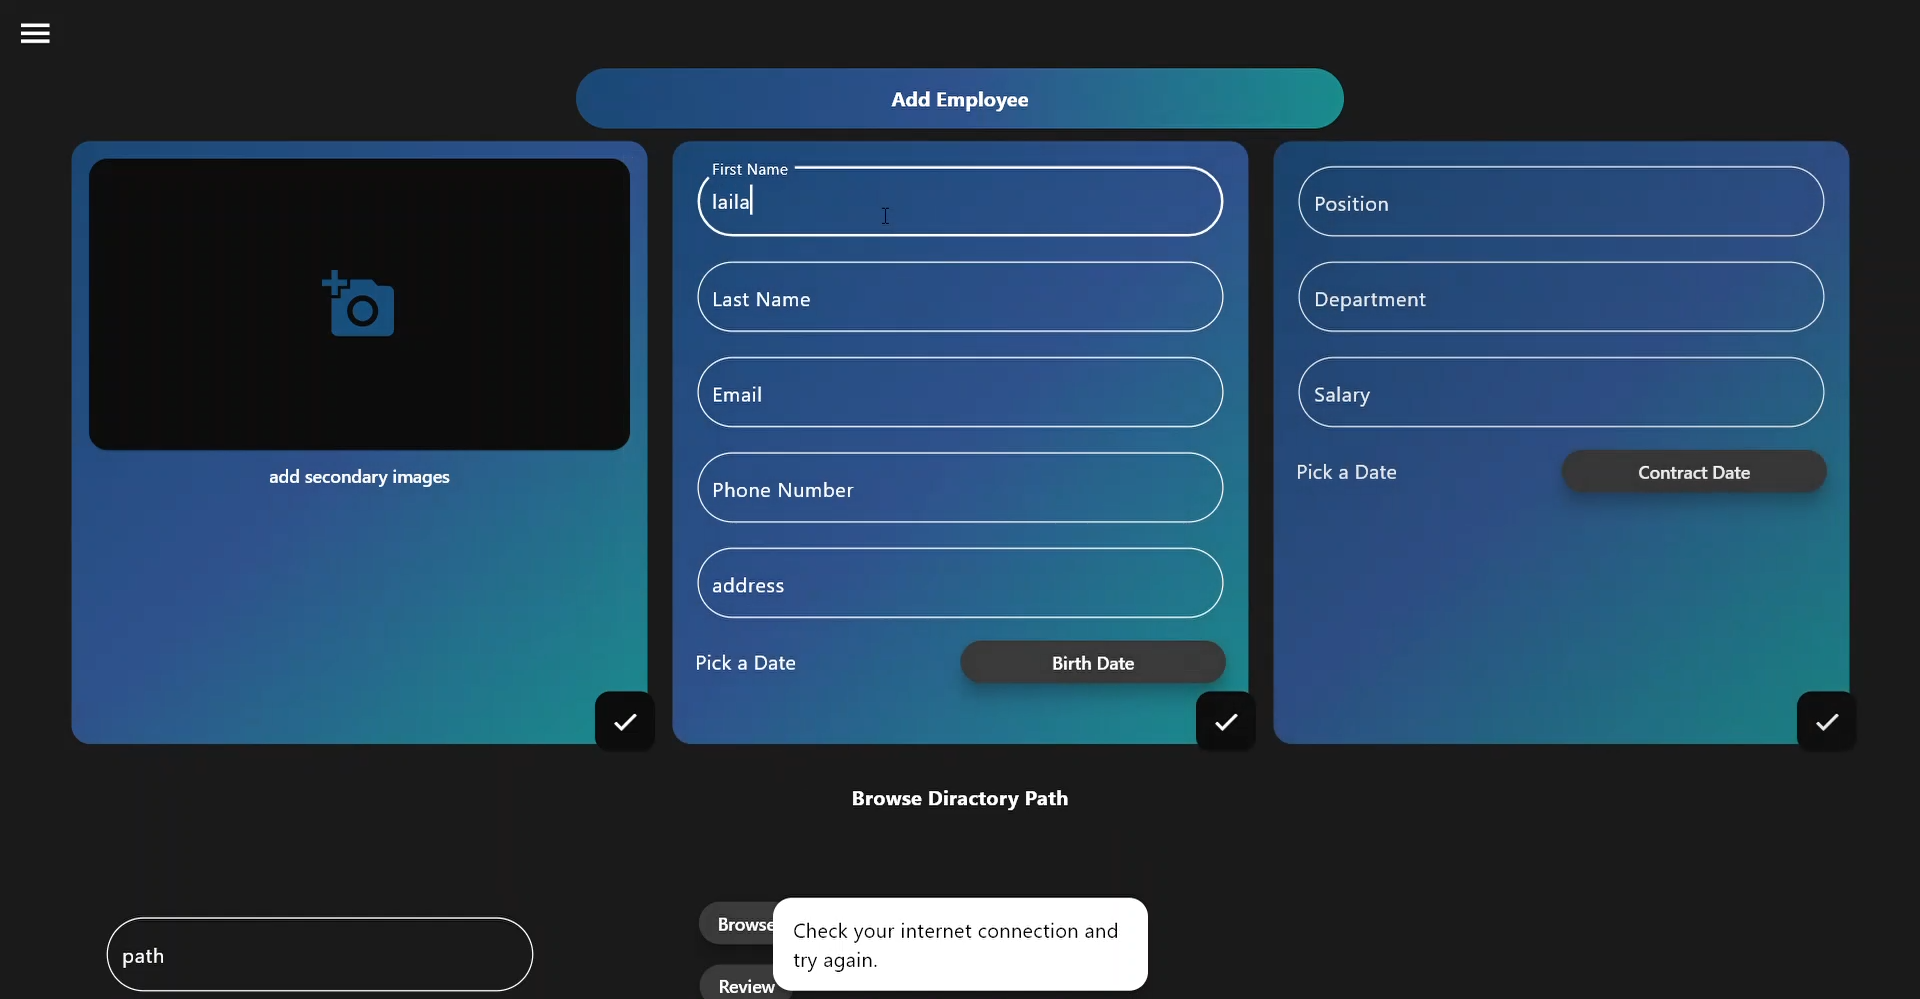 Add Employee
add secondary images
First Name
laila
Last Name
Email
Phone Number
address
Pick a Date
Birth Date
Position
Department
Salary
Pick a Date
Contract Date
Browse Diractory Path
path
Browse
Review
Check your internet connection and
try again.